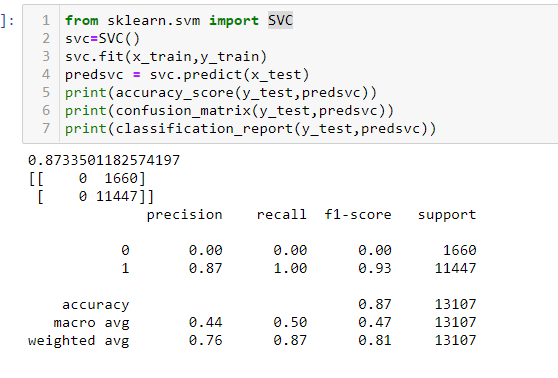 ]:
1 from sklearn.svm import SVC
2 svc=SVC()
3 svc.fit(x_train,y_train)
4 predsvc = svc.predict(x_test)
5 print(accuracy_score(y_test,predsvc))
6 print(confusion_matrix(y_test,predsvc))
7 print(classification_report(y_test,predsvc))
0.8733501182574197
[[ 0 1660]
[ 0 11447]]
precision recall f1-score support
0 0.00 0.00 0.00 1660
1 0.87 1.00 0.93 11447
accuracy 0.87 13107
macro avg 0.44 0.50 0.47 13107
weighted avg 0.76 0.87 0.81 13107